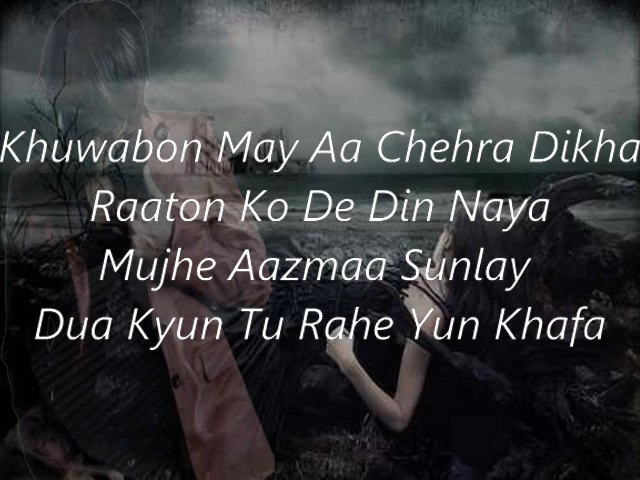 Khuwabon May Aa Chehra Dikha
Raaton Ko De Din Naya
Mujhe Aazmaa Sunlay
Dua Kyun Tu Rahe Yun Khafa